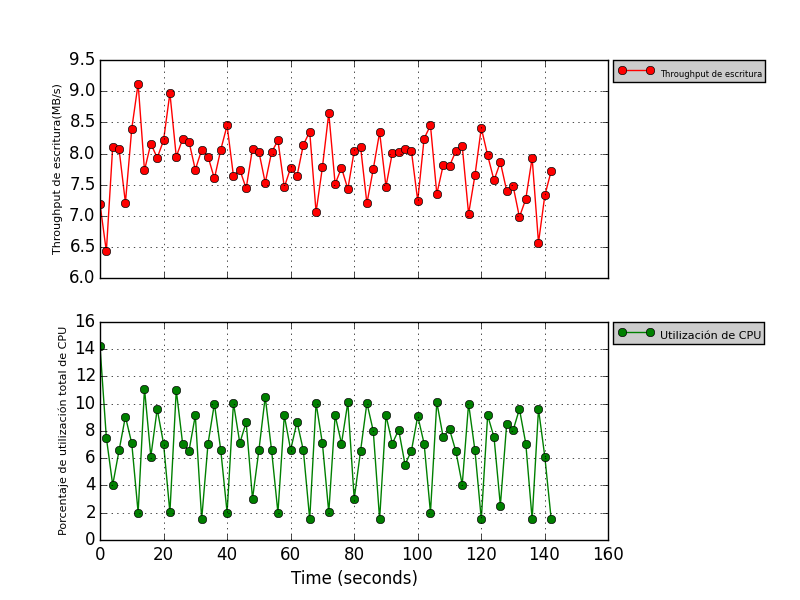 9.5
9.0
8.5
8.0
7.5
7.0
6.5
6.0
Throughput de escritura(MB/s)
Throughput de escritura
16
14
12
10
8
6
4
2
0
Porcentaje de utilización total de CPU
Utilización de CPU
0 20 40 60 80 100 120 140 160
Time (seconds)